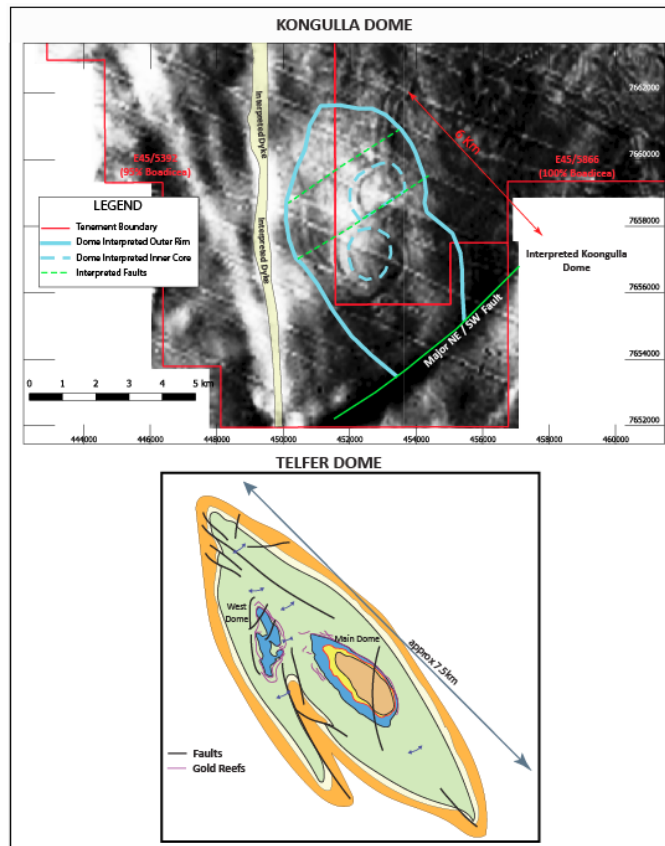 KONGULLA DOME
Interpreted Dyke
Interpreted Dyke
6 Km
7662000
7660000
7658000
7656000
7654000
7652000
E45/5392
(95% Boadicea)
E45/5866
(100% Boadicea)
LEGEND
Tenement Boundary
Dome Interpreted Outer Rim
Dome Interpreted Inner Core
Interpreted Faults
Interpreted Koongulla
Dome
Major NE / SW Fault
0 1 2 3 4 5 km
444000 446000 448000 450000 452000 454000 456000 458000 460000
TELFER DOME
West
Dome
Main Dome
approx 7.5km
Faults
Gold Reefs